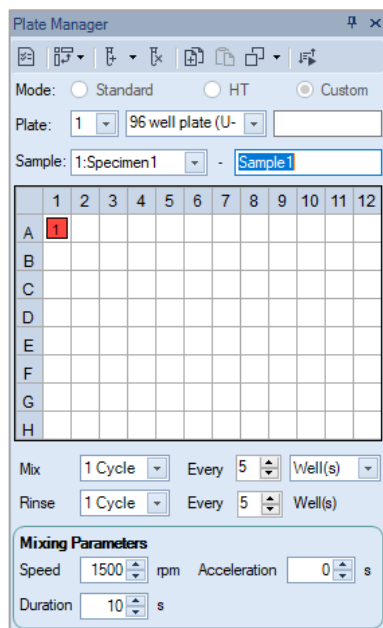 Plate Manager
Mode: Standard HT Custom
Plate: 1 96 well plate (U-
Sample: 1:Specimen1 - Sample1
1 2 3 4 5 6 7 8 9 10 11 12
A 1
B
C
D
E
F
G
H
Mix 1 Cycle Every 5 Well(s)
Rinse 1 Cycle Every 5 Well(s)
Mixing Parameters
Speed 1500 rpm Acceleration 0 s
Duration 10 s